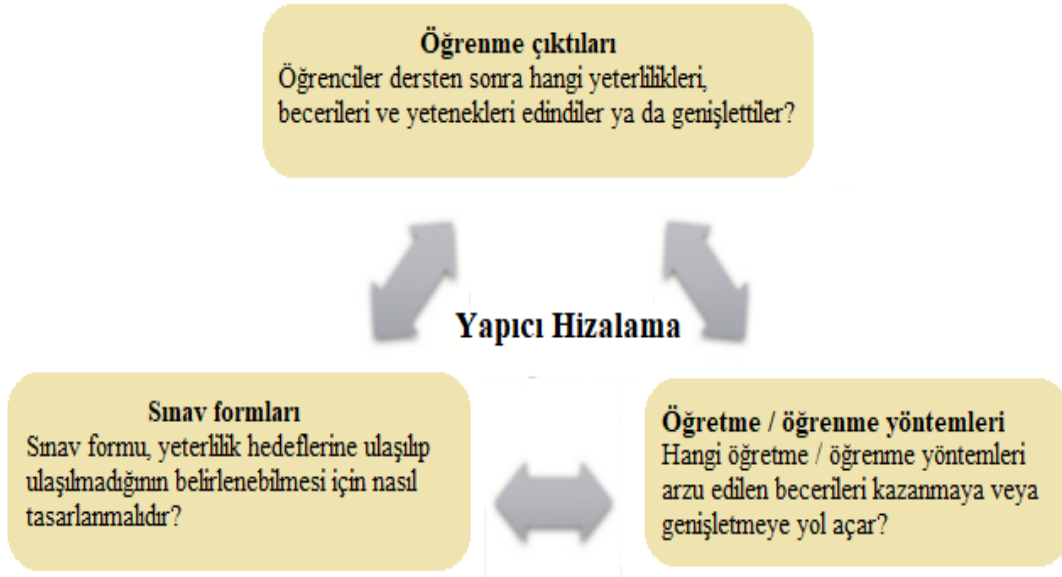 Öğrenme çıktıları
Öğrenciler dersten sonra hangi yeterlilikleri,
becerileri ve yetenekleri edindiler ya da genişlettiler?
Yapıcı Hizalama
Sınav formları
Sınav formu, yeterlilik hedeflerine ulaşılıp
ulaşılmadığının belirlenebilmesi için nasıl
tasarlanmalıdır?
Öğretme / öğrenme yöntemleri
Hangi öğretme / öğrenme yöntemleri
arzu edilen becerileri kazanmaya veya
genişletmeye yol açar?